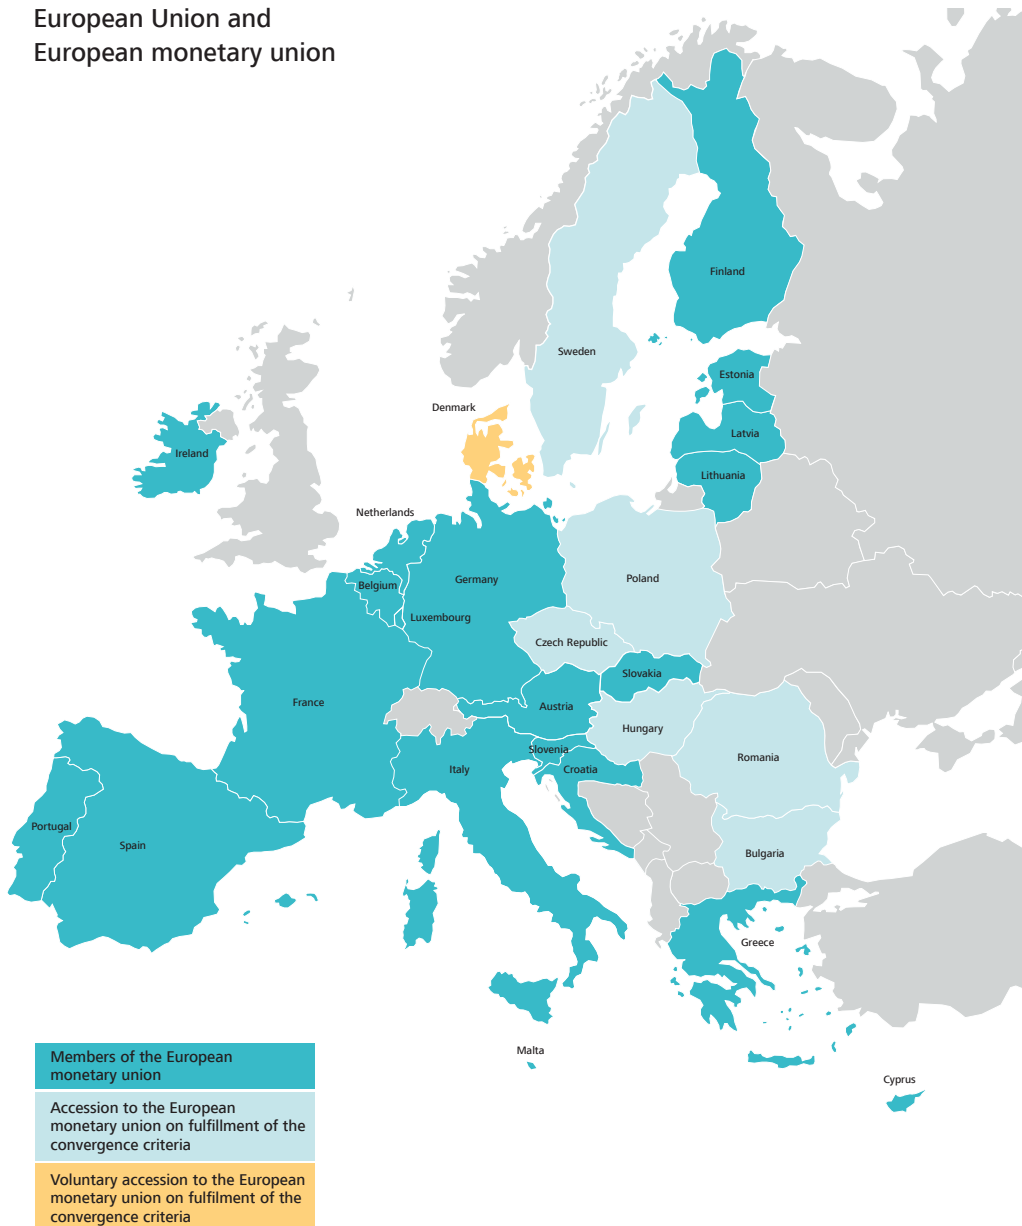 European Union and
European monetary union
Finland
Sweden
Estonia
Denmark
Latvia
Ireland
Lithuania
Netherlands
Germany
Poland
Belgium
Luxembourg
Czech Republic
Slovakia
France
Austria
Hungary
Slovenia
Romania
Italy
Croatia
Portugal
Spain
Bulgaria
Greece
Malta
Cyprus
Members of the European
monetary union
Accession to the European
monetary union on fulfillment of the
convergence criteria
Voluntary accession to the European
monetary union on fulfilment of the
convergence criteria